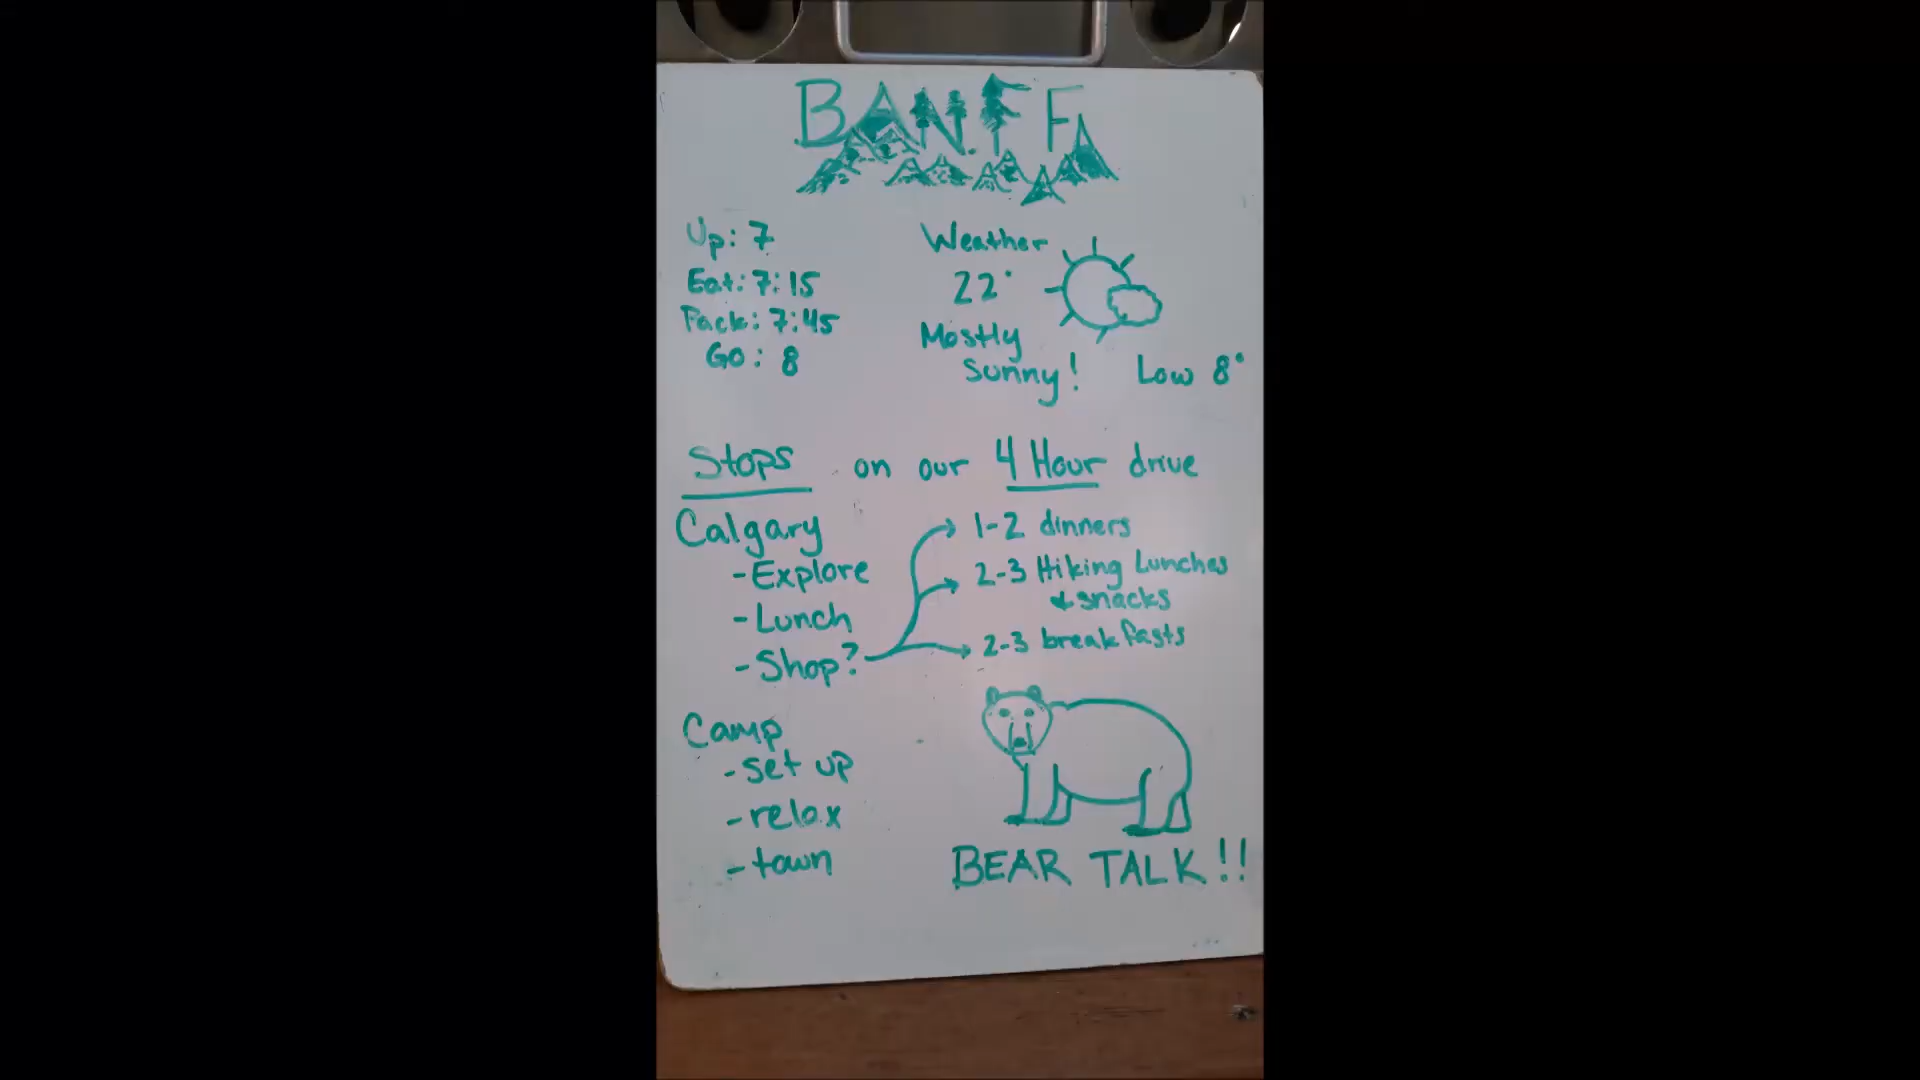 BANFF
Up: 7
Eat: 7:15
Pack: 7:45
Go: 8
Weather
22°
Mostly
Sunny!
Low 8°
Stops on our 4 Hour drive
Calgary
- Explore
- Lunch
- Shop?
1-2 dinners
2-3 Hiking Lunches
& snacks
2-3 breakfasts
Camp
- set up
- relax
- town
BEAR TALK!!